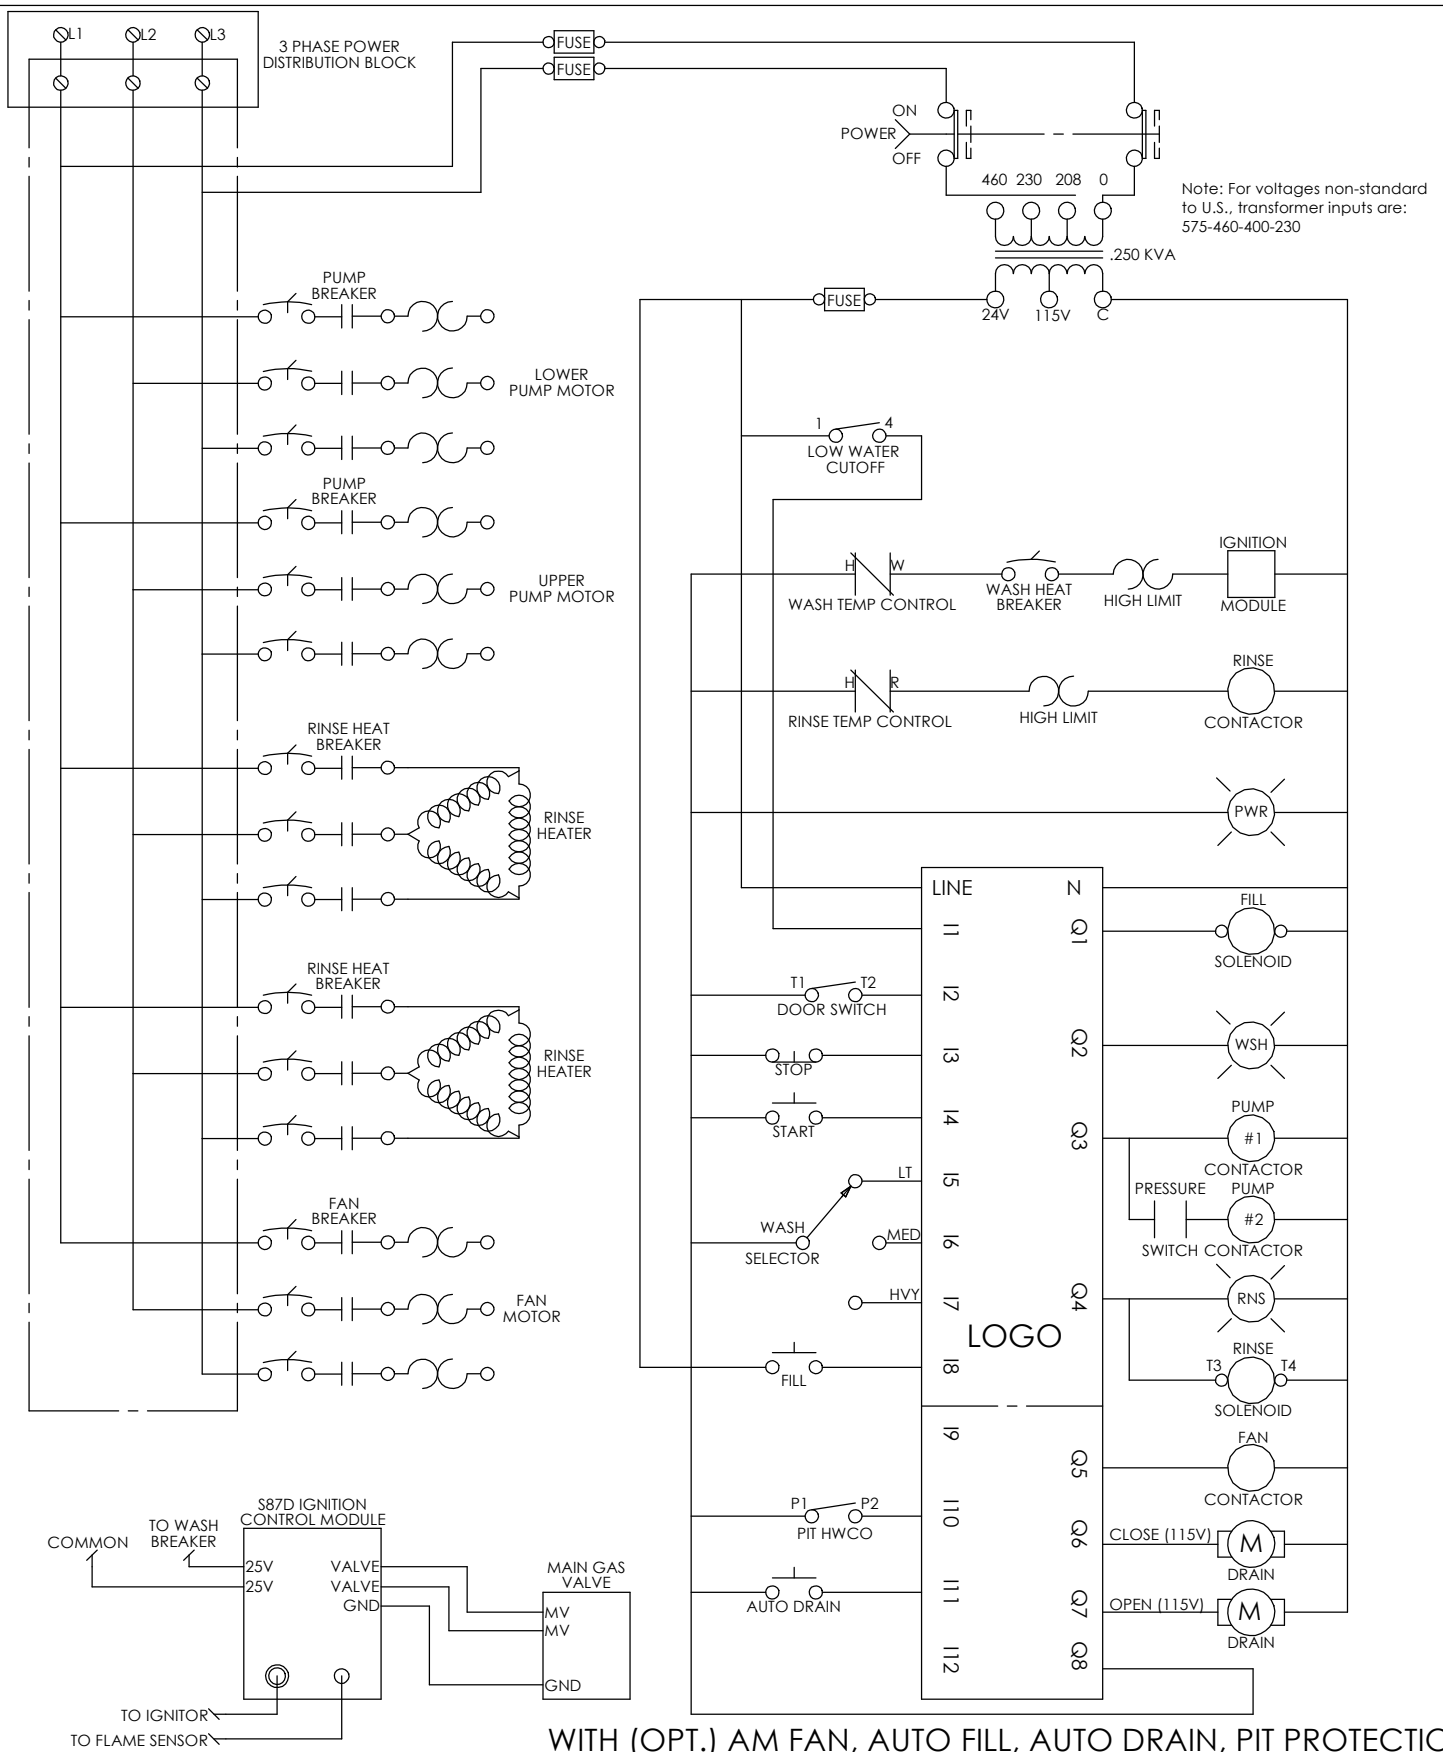 L1
L2
L3
3 PHASE POWER
DISTRIBUTION BLOCK
FUSE
FUSE
ON
POWER
OFF
460 230 208 0
Note: For voltages non-standard
to U.S., transformer inputs are:
575-460-400-230
.250 KVA
FUSE
24V
115V
C
PUMP
BREAKER
LOWER
PUMP MOTOR
1
4
LOW WATER
CUTOFF
PUMP
BREAKER
UPPER
PUMP MOTOR
H
W
WASH TEMP CONTROL
WASH HEAT
BREAKER
HIGH LIMIT
IGNITION
MODULE
H
R
RINSE TEMP CONTROL
HIGH LIMIT
RINSE
CONTACTOR
RINSE HEAT
BREAKER
RINSE
HEATER
PWR
LINE
N
I1
Q1
FILL
SOLENOID
RINSE HEAT
BREAKER
RINSE
HEATER
T1
T2
DOOR SWITCH
I2
Q2
WSH
STOP
I3
START
I4
Q3
PUMP
#1
CONTACTOR
PRESSURE
SWITCH
PUMP
#2
CONTACTOR
FAN
BREAKER
FAN
MOTOR
WASH
SELECTOR
LT
I5
MED
I6
HVY
I7
Q4
RNS
LOGO
FILL
I8
T3
RINSE
T4
SOLENOID
I9
Q5
FAN
CONTACTOR
P1
P2
PIT HWCO
I10
Q6
CLOSE (115V)
M
DRAIN
AUTO DRAIN
I11
Q7
OPEN (115V)
M
DRAIN
I12
Q8
S87D IGNITION
CONTROL MODULE
COMMON
TO WASH
BREAKER
25V
25V
VALVE
VALVE
GND
MAIN GAS
VALVE
MV
MV
GND
TO IGNITOR
TO FLAME SENSOR
WITH (OPT.) AM FAN, AUTO FILL, AUTO DRAIN, PIT PROTECTIO